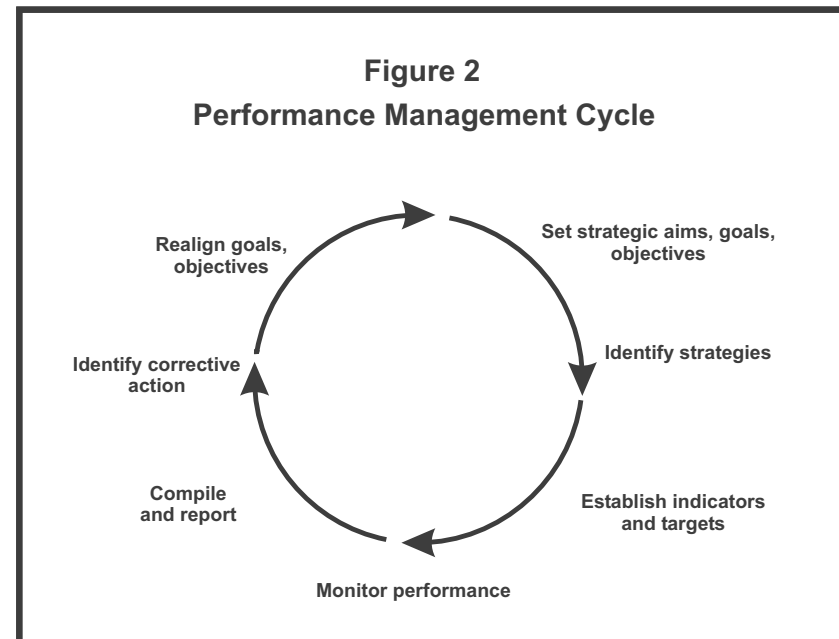 Figure 2
Performance Management Cycle
Set strategic aims, goals,
objectives
Identify strategies
Establish indicators
and targets
Monitor performance
Compile
and report
Identify corrective
action
Realign goals,
objectives